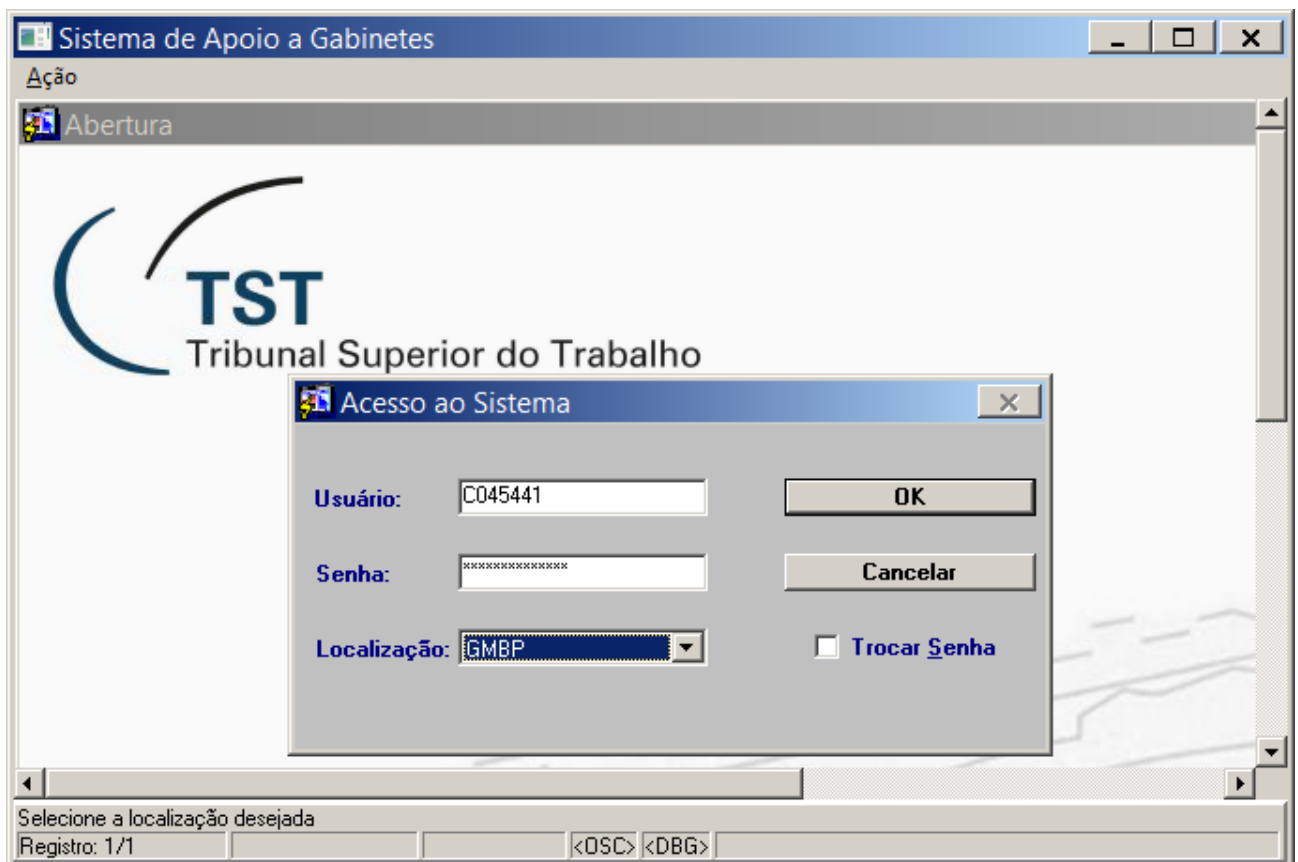 Sistema de Apoio a Gabinetes
Ação
Abertura
TST
Tribunal Superior do Trabalho
Acesso ao Sistema
Usuário: C045441 OK
Senha: ************** Cancelar
Localização: GMBP Trocar Senha
Selecione a localização desejada
Registro: 1/1 <OSC> <DBG>